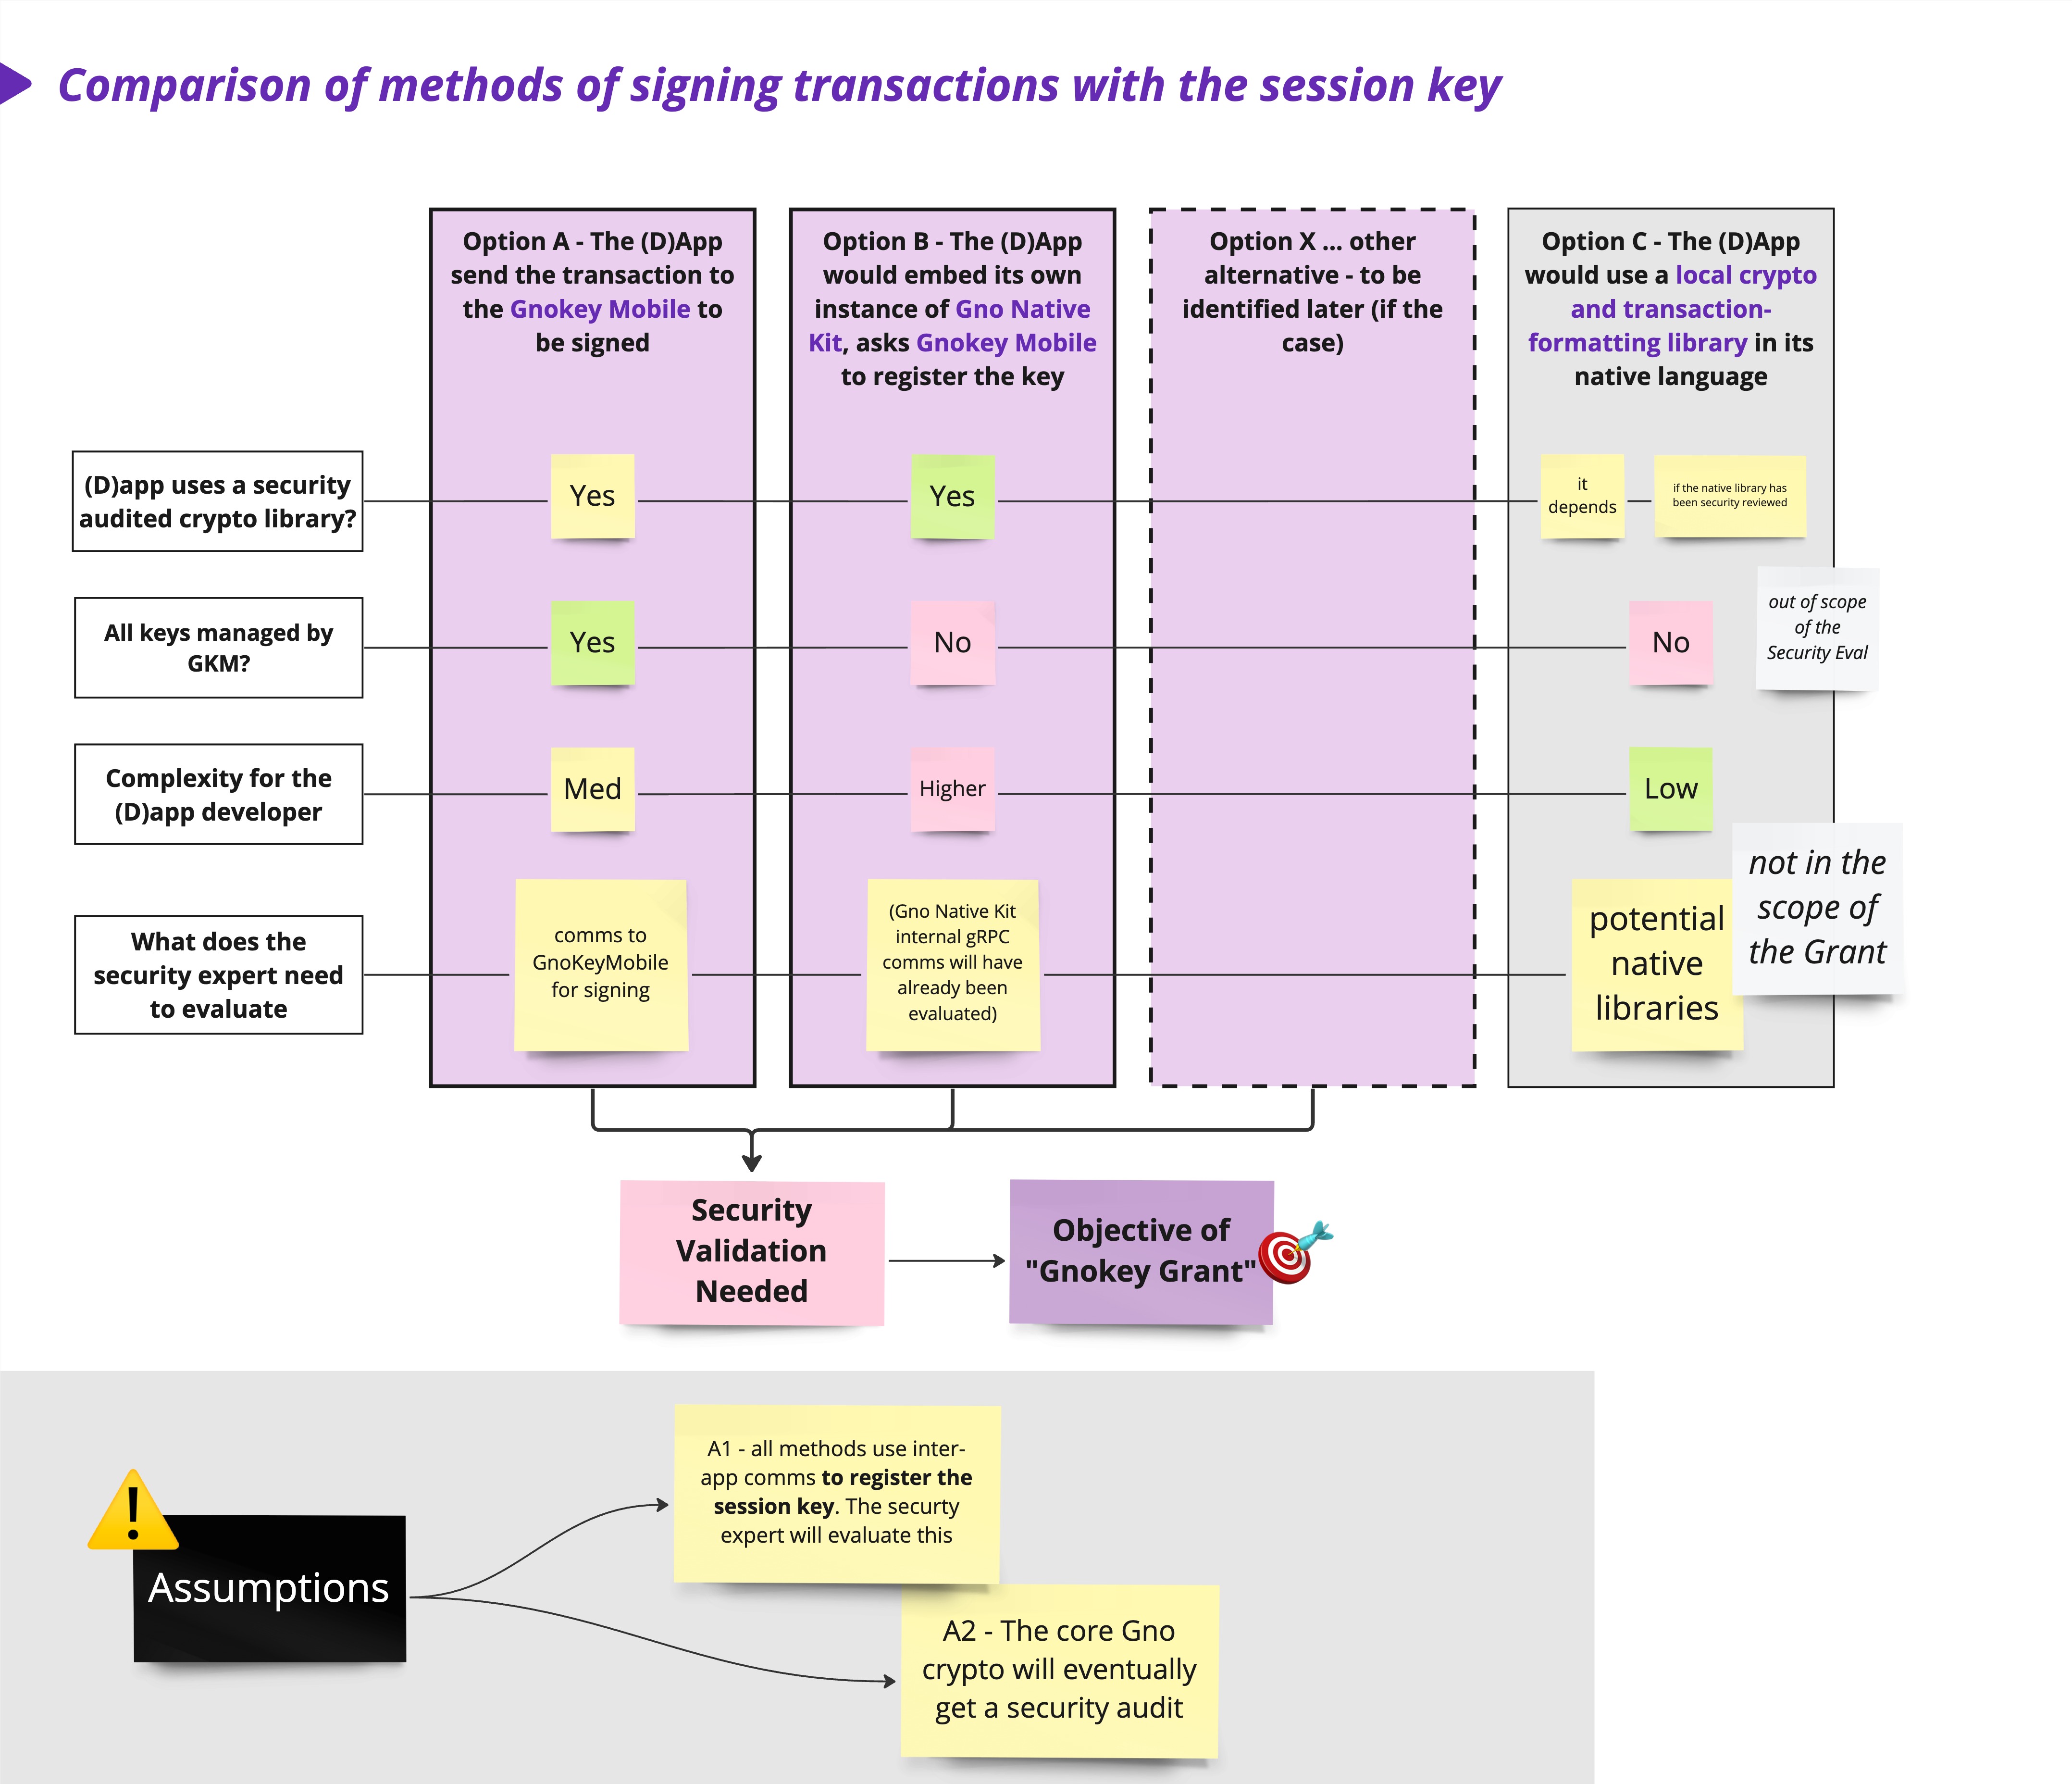 Comparison of methods of signing transactions with the session key
Option A - The (D)App
send the transaction to
the Gnokey Mobile to
be signed
Option B - The (D)App
would embed its own
instance of Gno Native
Kit, asks Gnokey Mobile
to register the key
Option X ... other
alternative - to be
identified later (if the
case)
Option C - The (D)App
would use a local crypto
and transaction-
formatting library in its
native language
(D)app uses a security
audited crypto library?
Yes
Yes
it
depends
if the native library has
been security reviewed
All keys managed by
GKM?
Yes
No
No
out of scope
of the
Security Eval
Complexity for the
(D)app developer
Med
Higher
Low
What does the
security expert need
to evaluate
comms to
GnoKeyMobile
for signing
(Gno Native Kit
internal gRPC
comms will have
already been
evaluated)
potential
native
libraries
not in the
scope of
the Grant
Security
Validation
Needed
Objective of
"Gnokey Grant"
Assumptions
A1 - all methods use inter-
app comms to register the
session key. The securty
expert will evaluate this
A2 - The core Gno
crypto will eventually
get a security audit